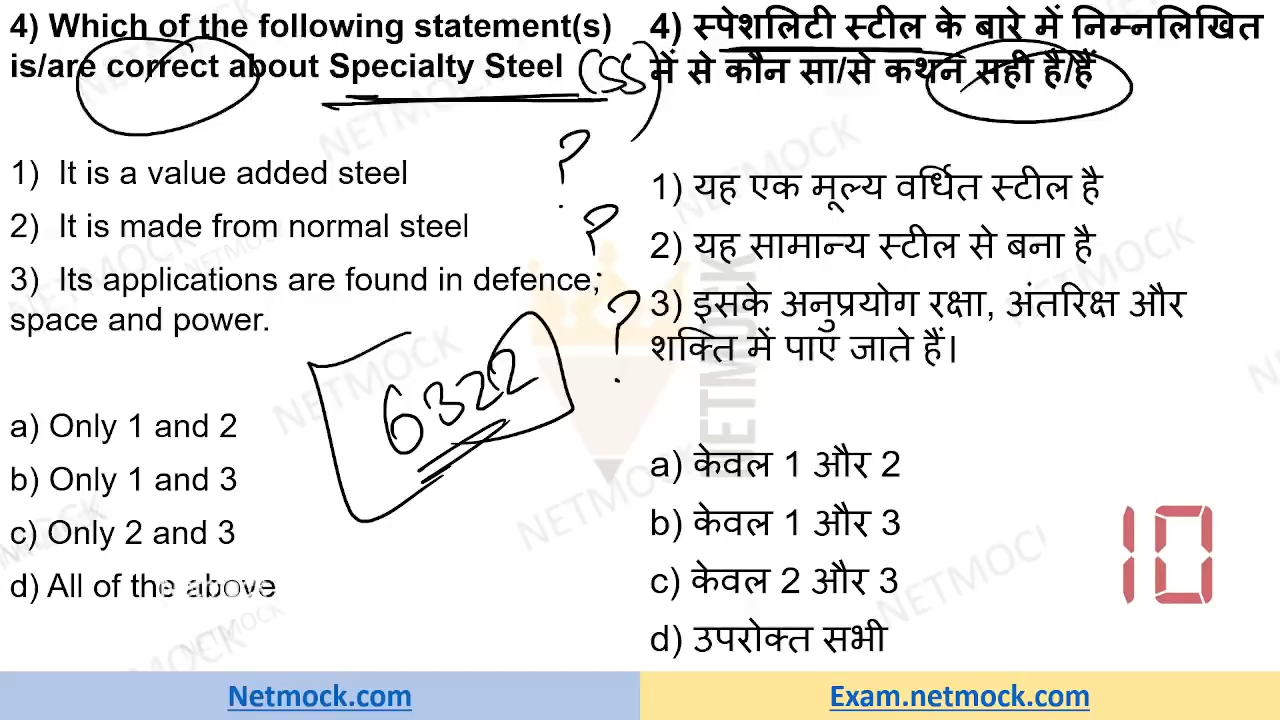 4) Which of the following statement(s)
is/are correct about Specialty Steel (SS)
1) It is a value added steel ?
2) It is made from normal steel ?
3) Its applications are found in defence; ?
space and power.
6322
a) Only 1 and 2
b) Only 1 and 3
c) Only 2 and 3
d) All of the above
4) स्पेशलिटी स्टील के बारे में निम्नलिखित
में से कौन सा/से कथन सही है/हैं
1) यह एक मूल्य वर्धित स्टील है
2) यह सामान्य स्टील से बना है
3) इसके अनुप्रयोग रक्षा, अंतरिक्ष और
शक्ति में पाए जाते हैं।
a) केवल 1 और 2
b) केवल 1 और 3
c) केवल 2 और 3
d) उपरोक्त सभी
10
NETMOCK
Netmock.com
Exam.netmock.com